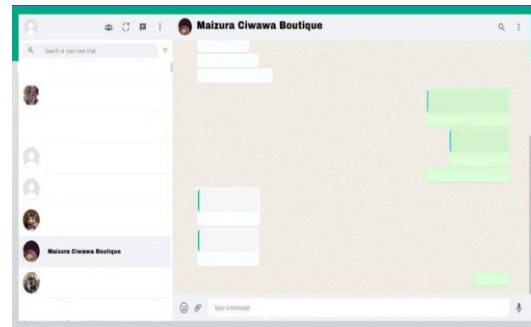 Maizura Ciwawa Boutique
Search or start new chat
Maizura Ciwawa Boutique
Type a message